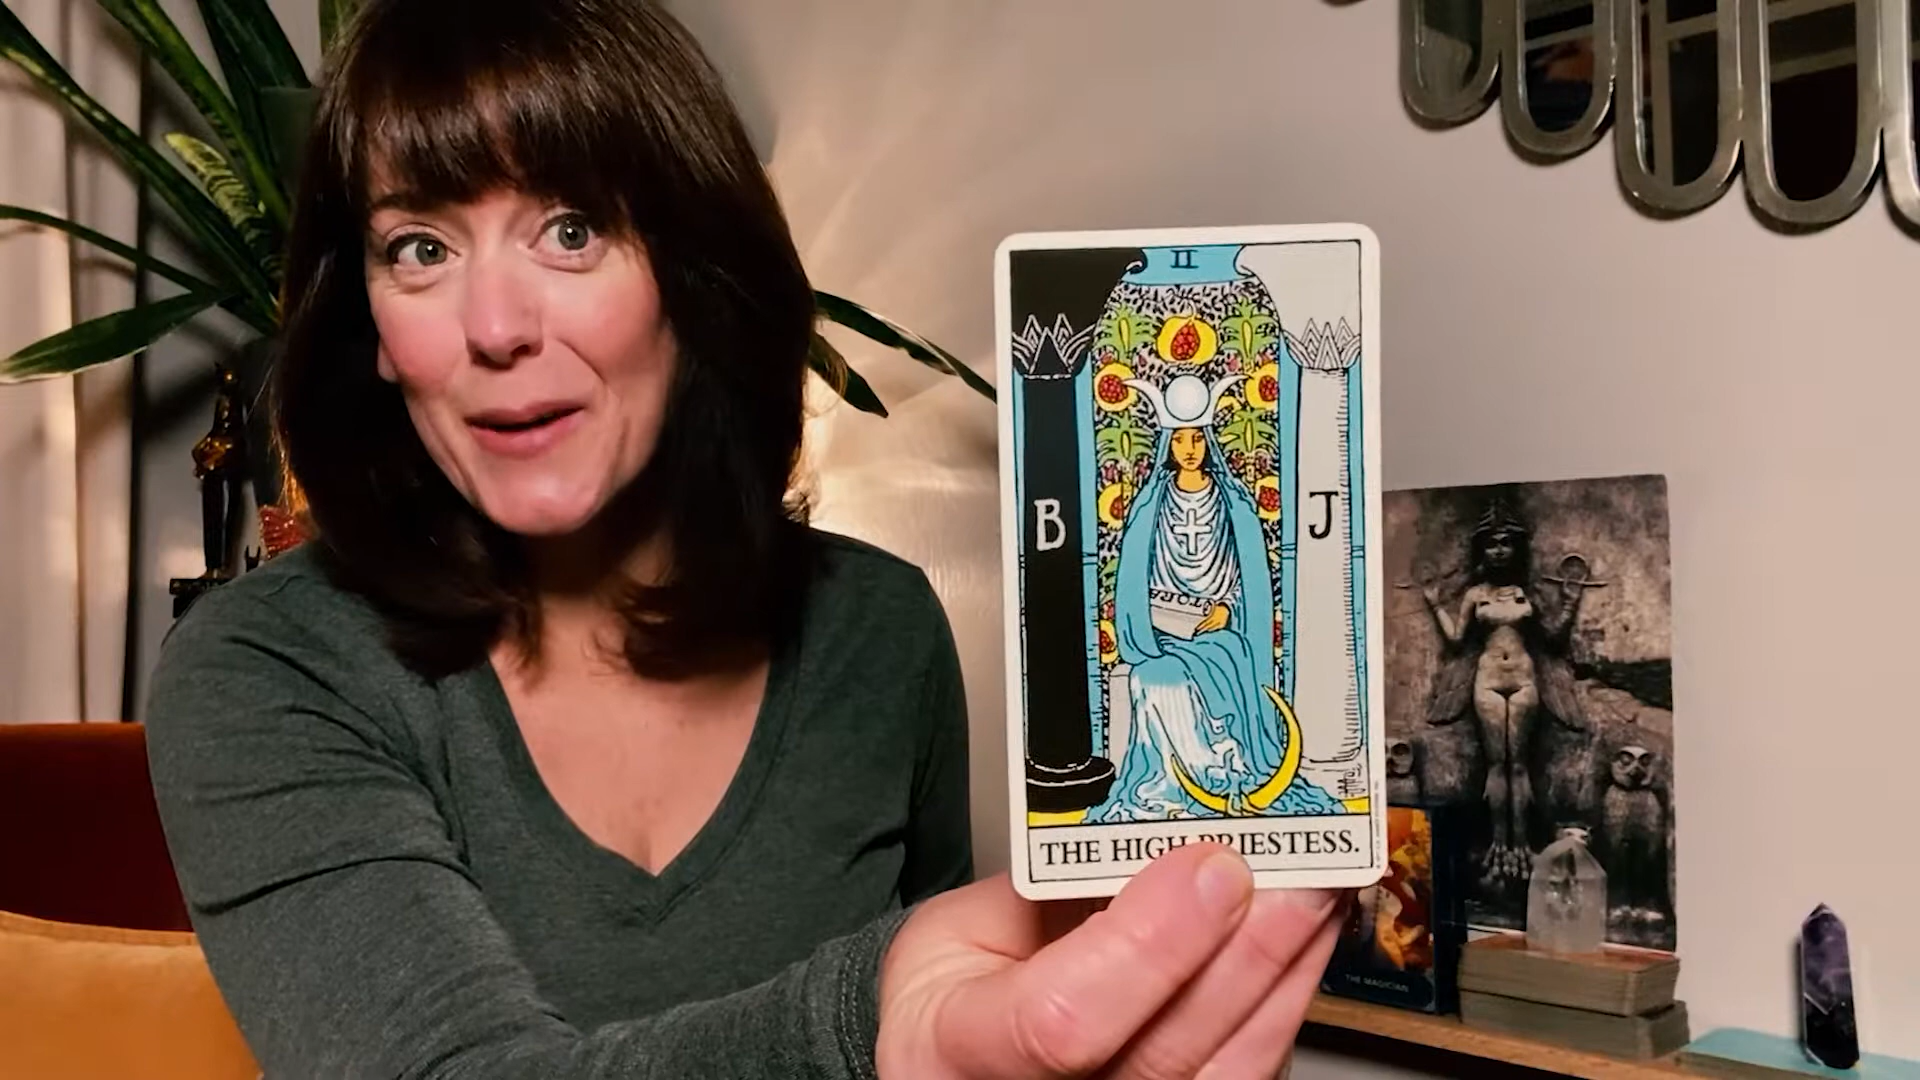 II
B
J
TORA
THE HIGH PRIESTESS.
THE MAGICIAN